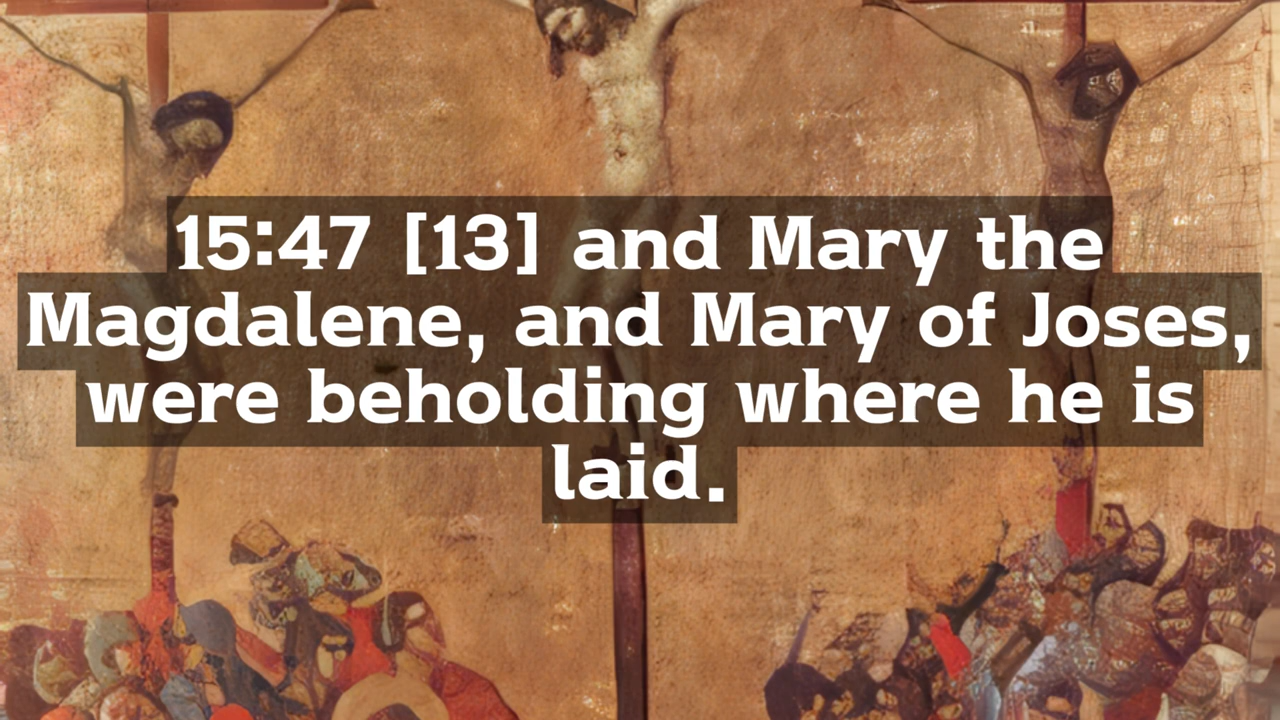 15:47 [13] and Mary the
Magdalene, and Mary of Joses,
were beholding where he is
laid.